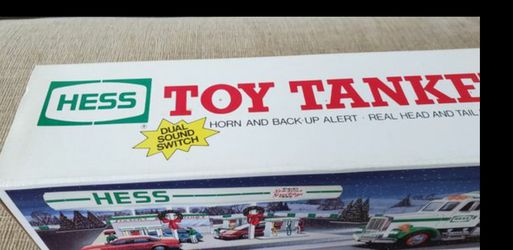 HESS
®
TOY TANKE
DUAL
SOUND
SWITCH
HORN AND BACK-UP ALERT · REAL HEAD AND TAIL
HESS